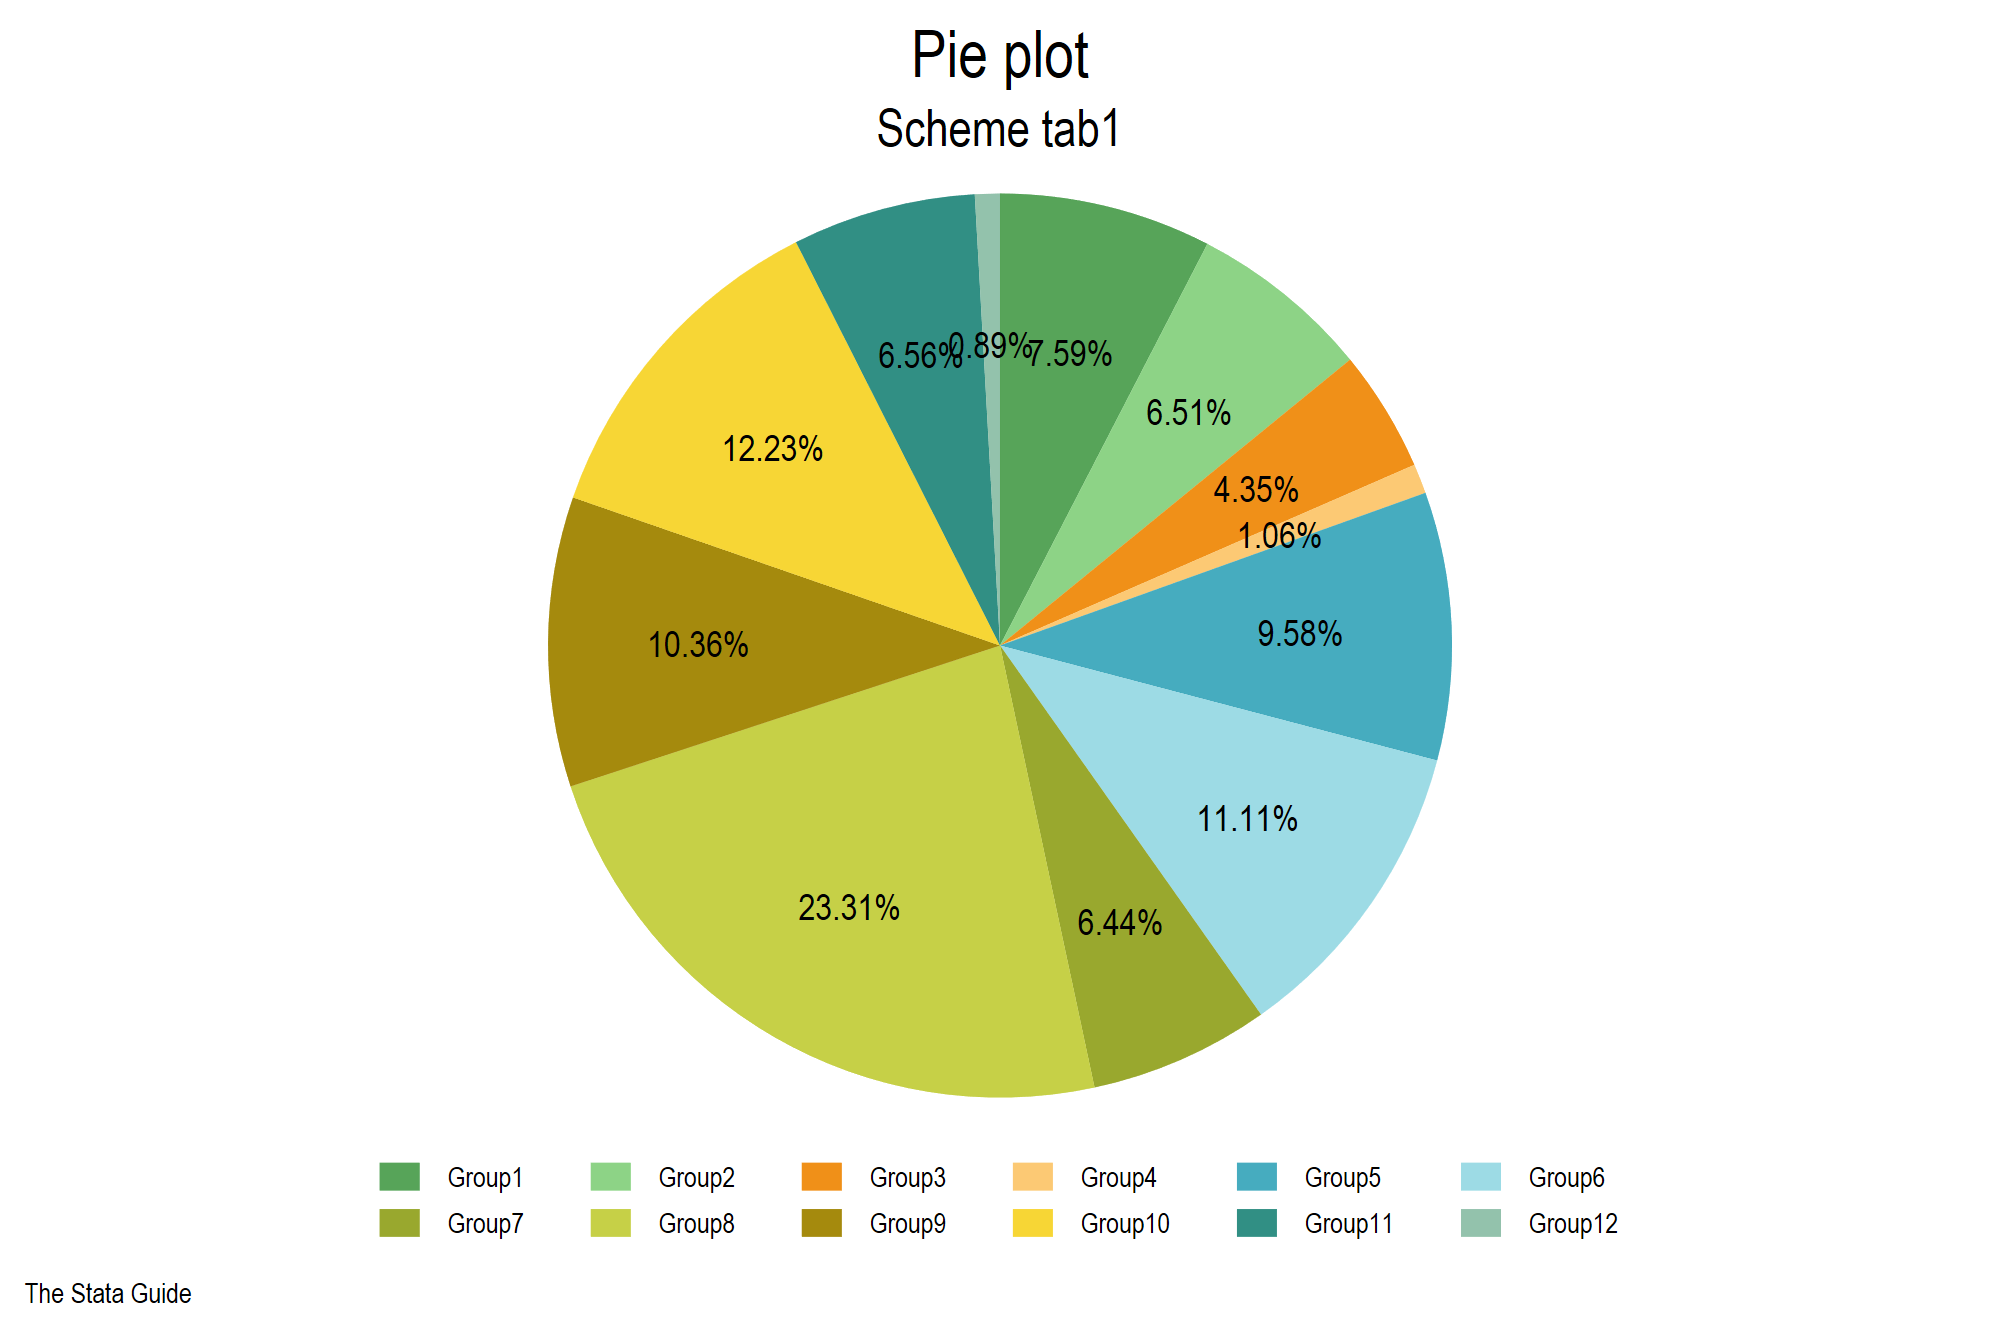 Pie plot
Scheme tab1
0.89%
6.56%
7.59%
6.51%
12.23%
4.35%
1.06%
9.58%
10.36%
11.11%
23.31%
6.44%
Group1 Group2 Group3 Group4 Group5 Group6
Group7 Group8 Group9 Group10 Group11 Group12
The Stata Guide